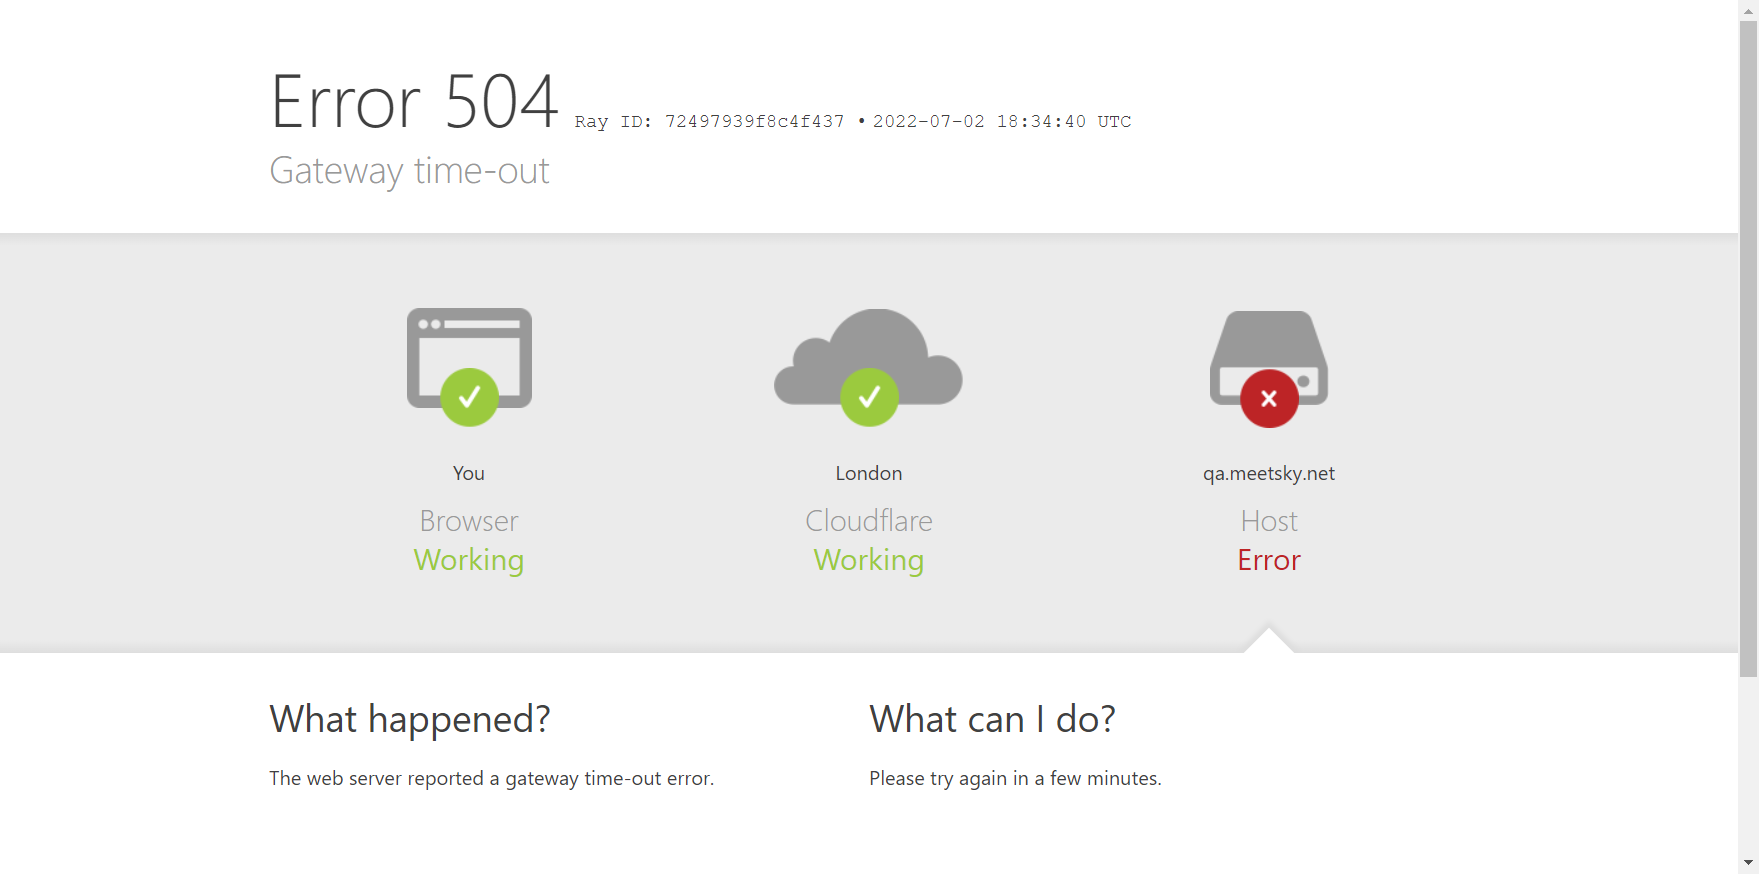 Error 504 Ray ID: 72497939f8c4f437 • 2022-07-02 18:34:40 UTC
Gateway time-out
You
London
qa.meetsky.net
Browser
Cloudflare
Host
Working
Working
Error
What happened?
What can I do?
The web server reported a gateway time-out error.
Please try again in a few minutes.